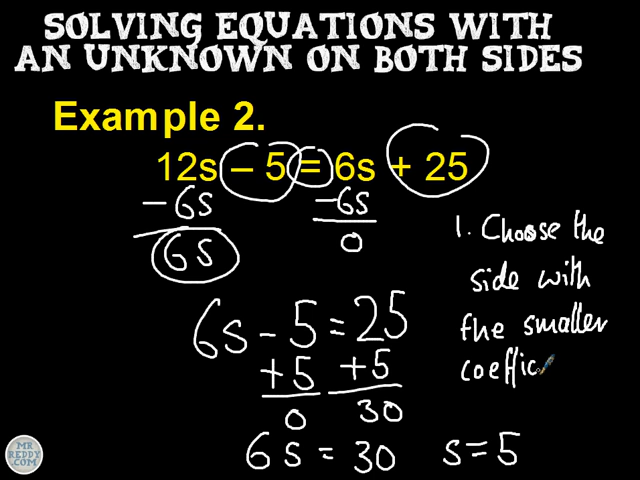 SOLVING EQUATIONS WITH
AN UNKNOWN ON BOTH SIDES
Example 2.
12s – 5 = 6s + 25
–6s –6s
6s 0
1. Choose the
side with
the smaller
coeffic
6s – 5 = 25
+5 +5
0 30
6s = 30 s = 5
MR
REDDY
.COM